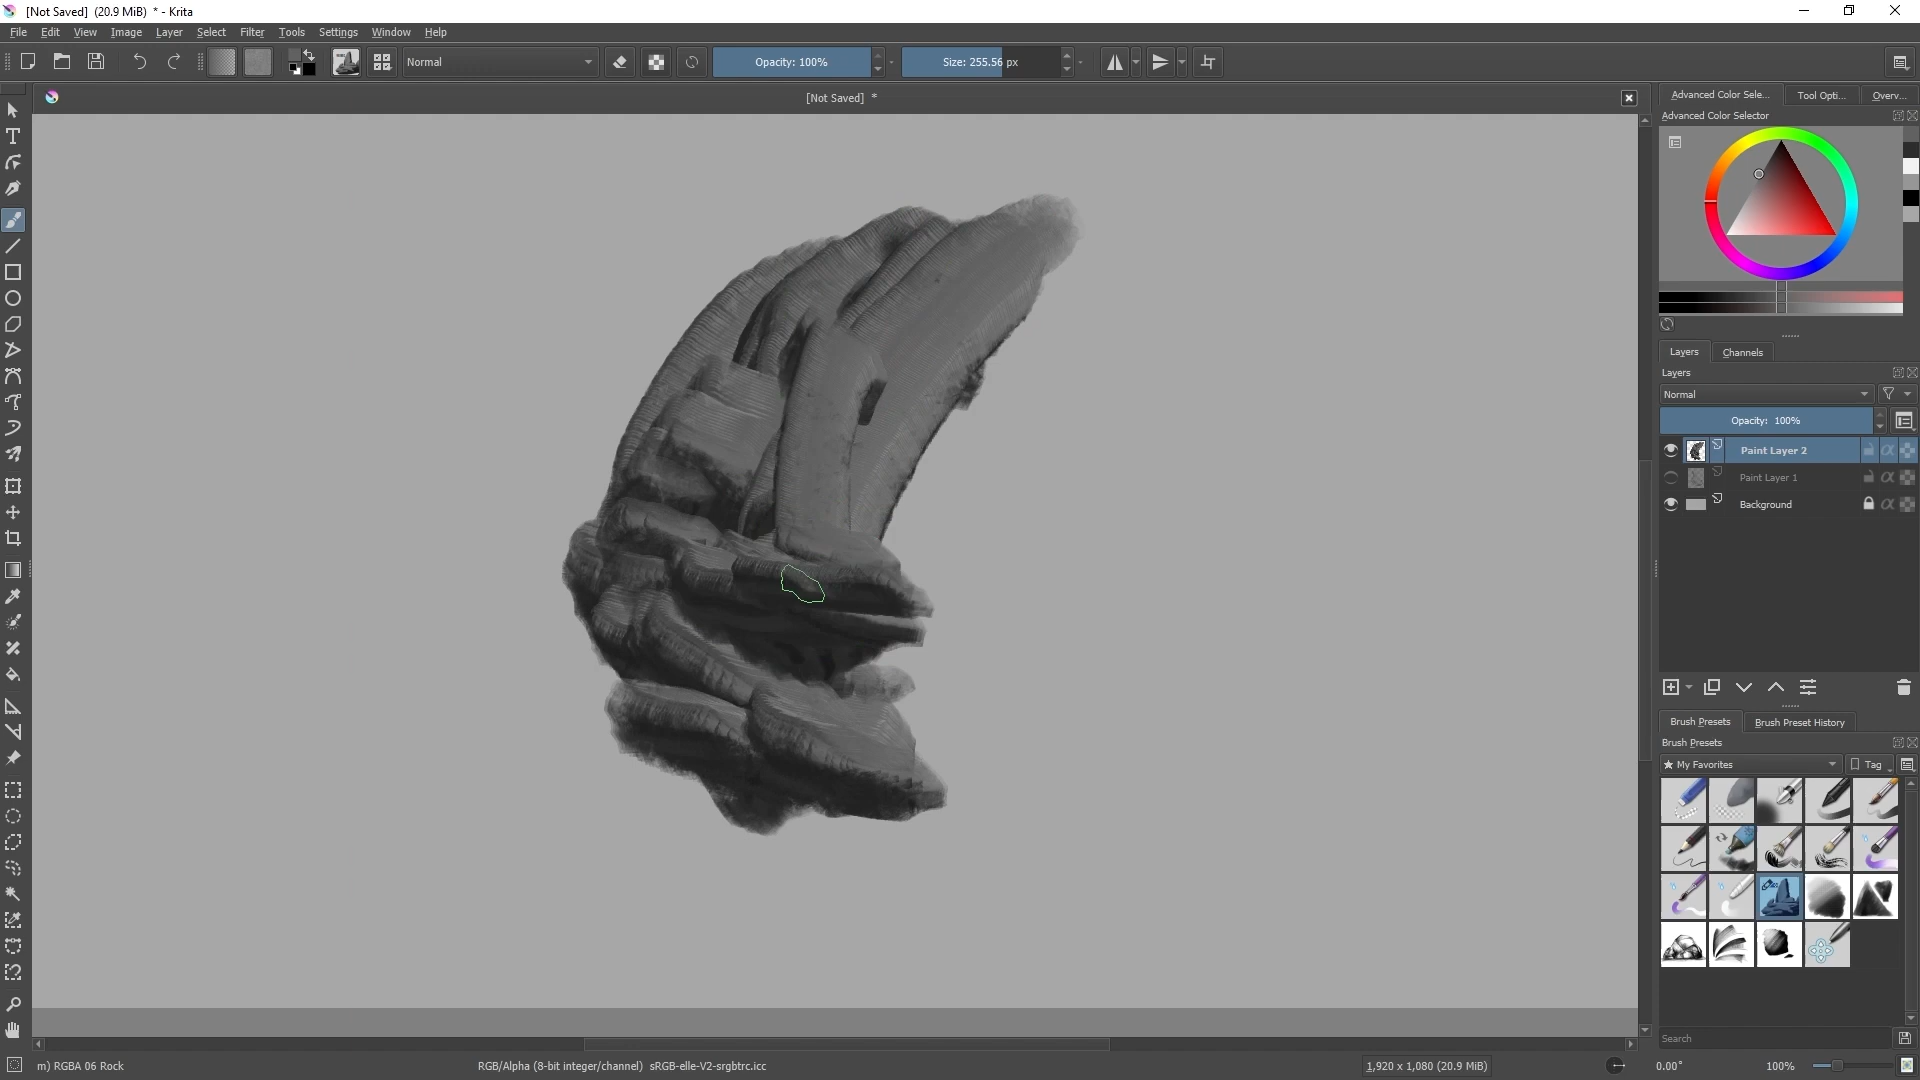 [Not Saved]  (20.9 MiB)  * - Krita
File  Edit  View  Image  Layer  Select  Filter  Tools  Settings  Window  Help
Normal  Opacity: 100%  Size: 255.56 px
[Not Saved]  *
Advanced Color Sele...  Tool Opti...  Overv...
Advanced Color Selector
Layers  Channels
Layers
Normal
Opacity:  100%
Paint Layer 2
Paint Layer 1
Background
Brush Presets  Brush Preset History
Brush Presets
★ My Favorites  Tag
Search
m) RGBA 06 Rock  RGB/Alpha (8-bit integer/channel)  sRGB-elle-V2-srgbtrc.icc  1,920 x 1,080 (20.9 MiB)  0.00°  100%